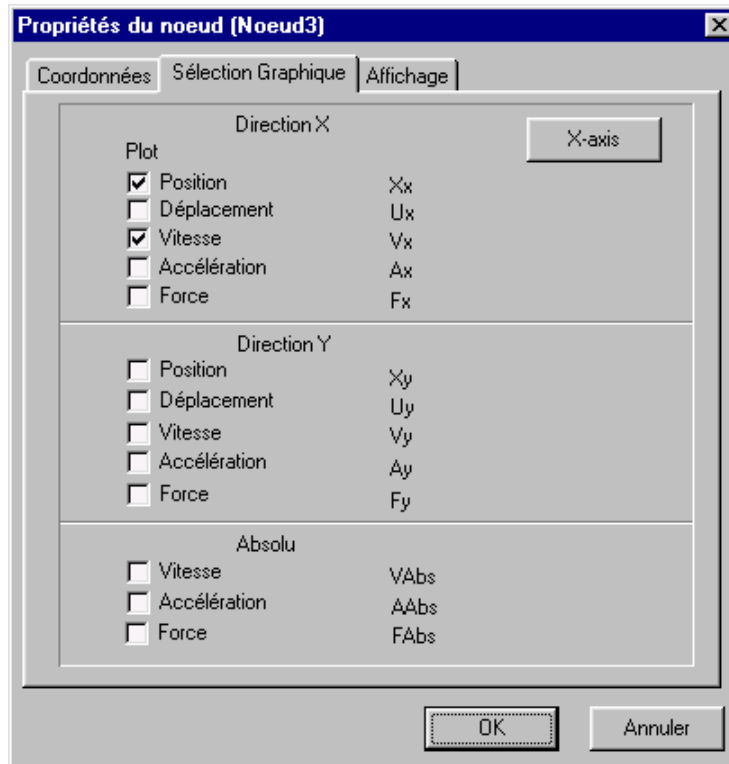 Propriétés du noeud (Noeud3)
Coordonnées Sélection Graphique Affichage
Direction X X-axis
Plot
Position Xx
Déplacement Ux
Vitesse Vx
Accélération Ax
Force Fx
Direction Y
Position Xy
Déplacement Uy
Vitesse Vy
Accélération Ay
Force Fy
Absolu
Vitesse VAbs
Accélération AAbs
Force FAbs
OK Annuler